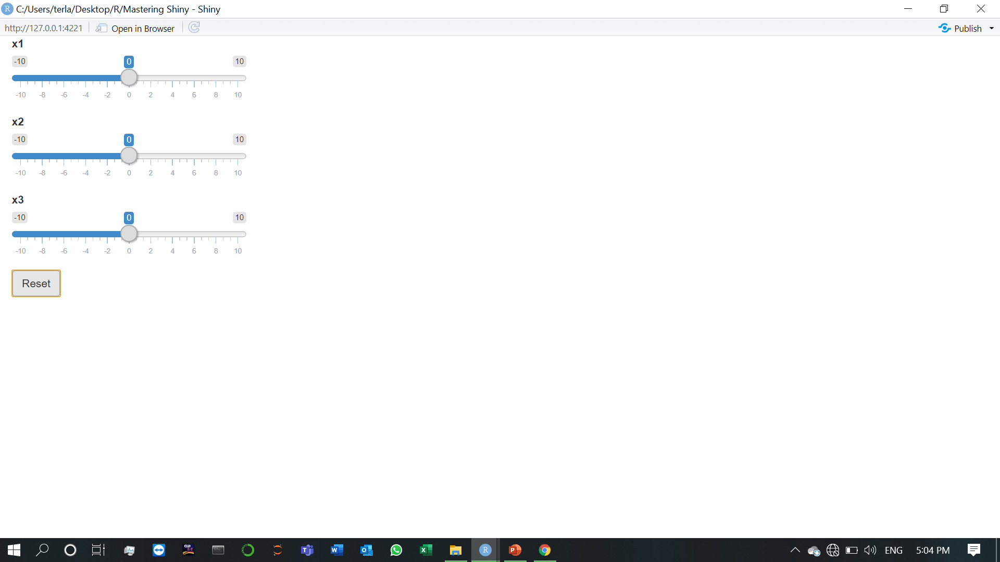 C:/Users/terla/Desktop/R/Mastering Shiny - Shiny
http://127.0.0.1:4221 Open in Browser Publish
x1
-10 0 10
-10 -8 -6 -4 -2 0 2 4 6 8 10
x2
-10 0 10
-10 -8 -6 -4 -2 0 2 4 6 8 10
x3
-10 0 10
-10 -8 -6 -4 -2 0 2 4 6 8 10
Reset
ENG 5:04 PM